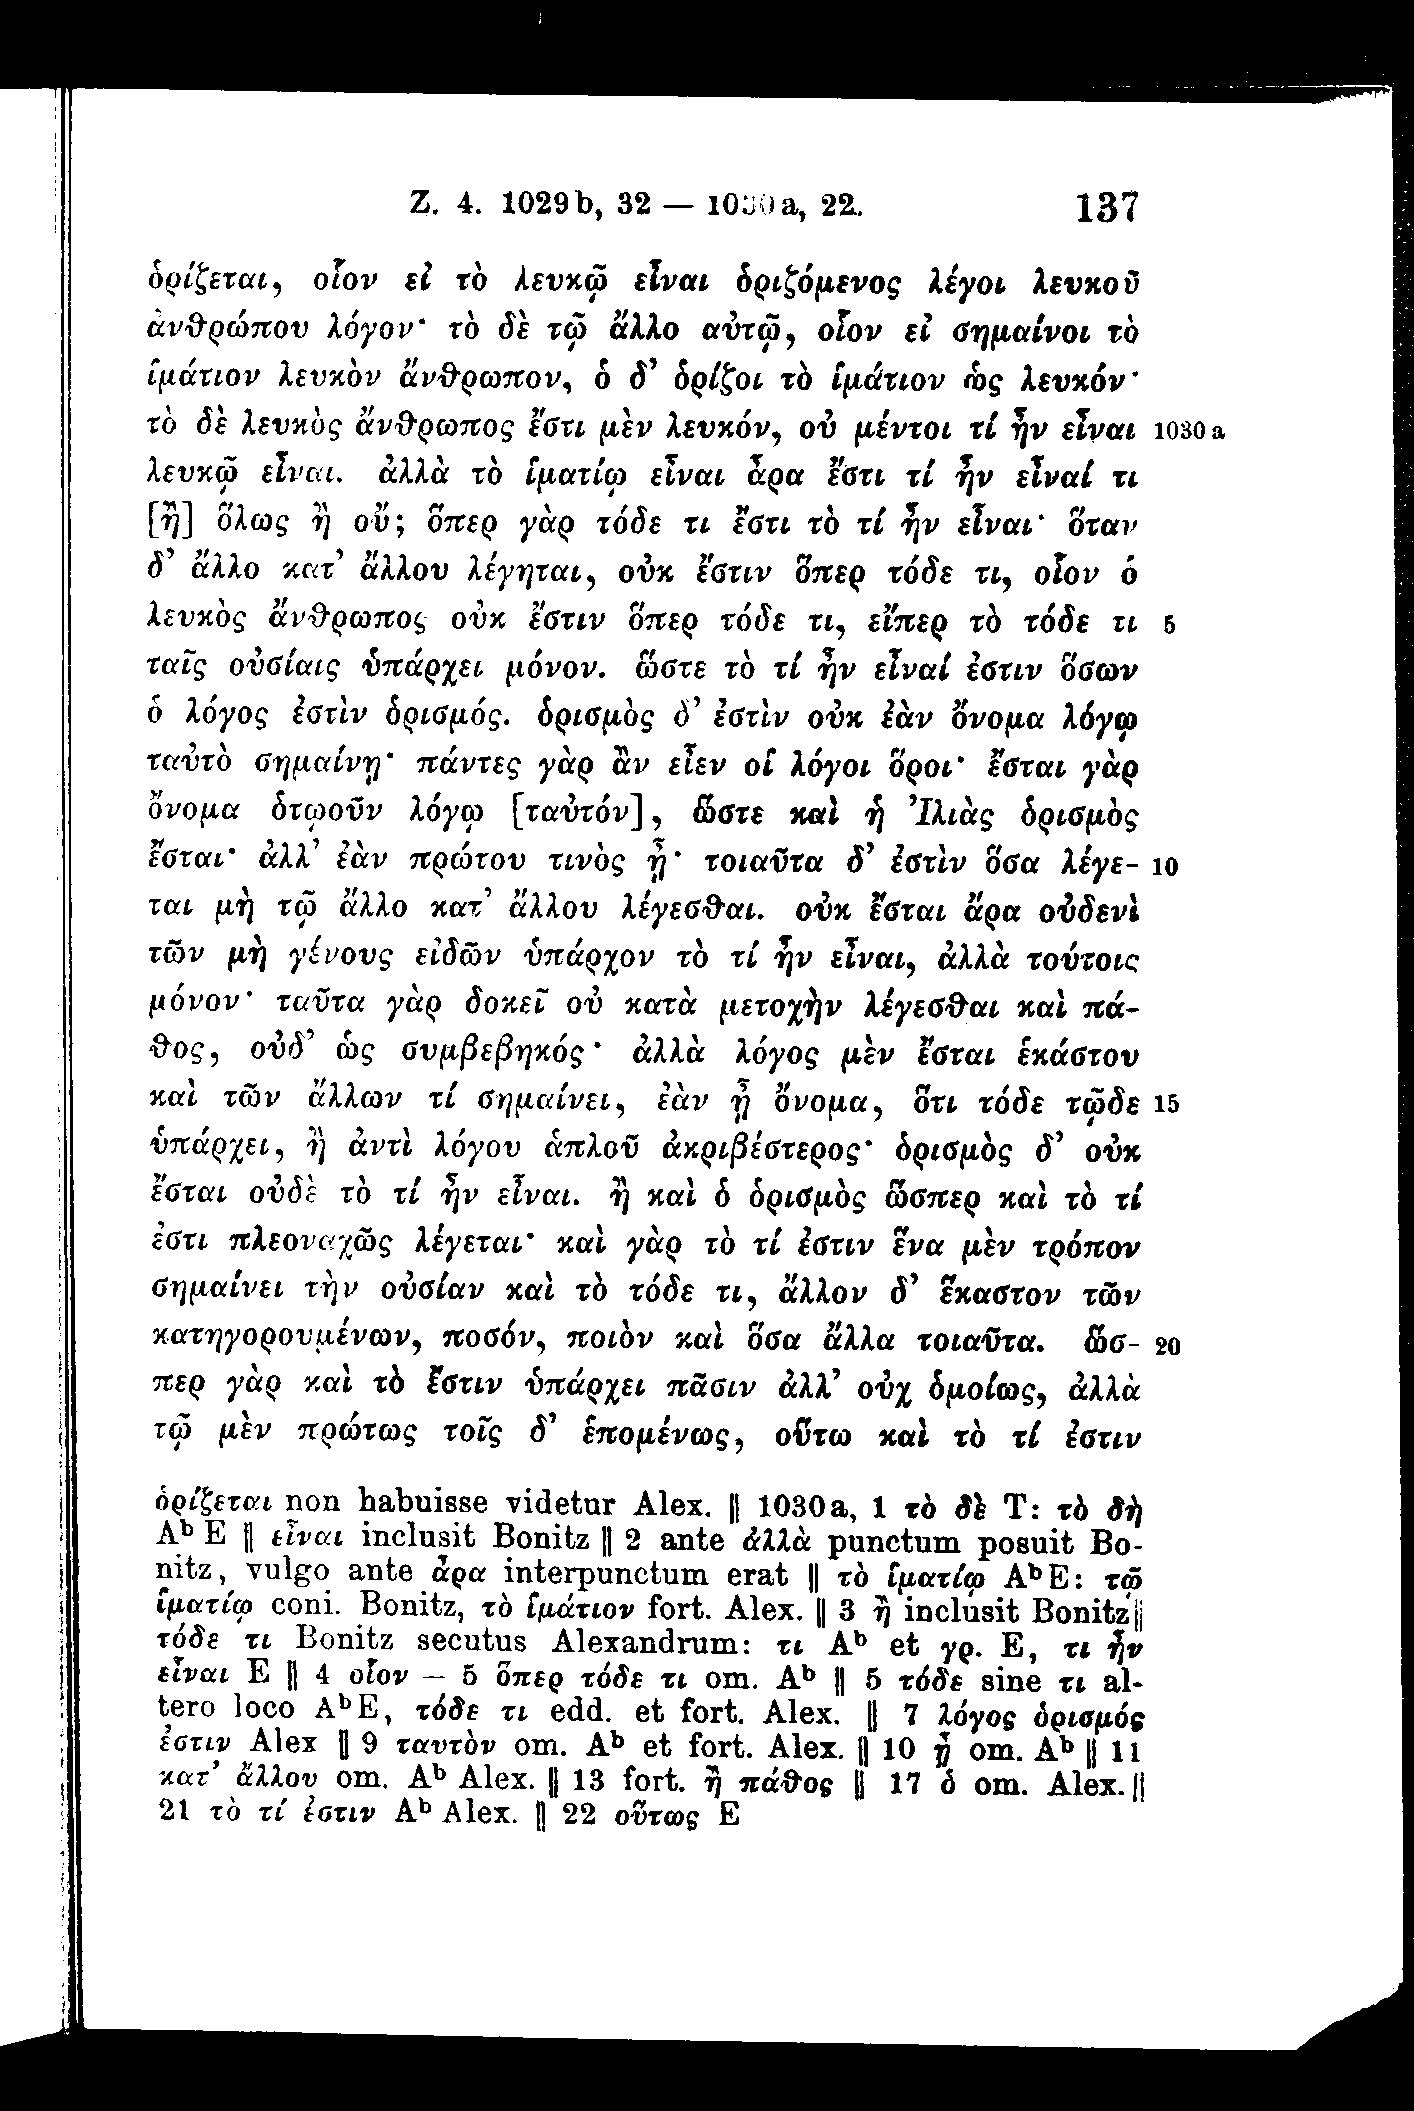 Z. 4. 1029b, 32 — 1030a, 22. 137
ὁρίζεται, οἷον εἰ τὸ λευκῷ εἶναι ὁριζόμενος λέγοι λευκοῦ
ἀνθρώπου λόγον· τὸ δὲ τῷ ἄλλο αὐτῷ, οἷον εἰ σημαίνοι τὸ
ἱμάτιον λευκὸν ἄνθρωπον, ὁ δ’ ὁρίζοι τὸ ἱμάτιον ὡς λευκόν·
τὸ δὲ λευκὸς ἄνθρωπος ἔστι μὲν λευκόν, οὐ μέντοι τί ἦν εἶναι 1030 a
λευκῷ εἶναι. ἀλλὰ τὸ ἱματίῳ εἶναι ἆρα ἔστι τί ἦν εἶναί τι
[ἢ] ὅλως ἢ οὔ; ὅπερ γὰρ τόδε τι ἔστι τὸ τί ἦν εἶναι· ὅταν
δ’ ἄλλο κατ’ ἄλλου λέγηται, οὐκ ἔστιν ὅπερ τόδε τι, οἷον ὁ
λευκὸς ἄνθρωπος οὐκ ἔστιν ὅπερ τόδε τι, εἴπερ τὸ τόδε τι 5
ταῖς οὐσίαις ὑπάρχει μόνον. ὥστε τὸ τί ἦν εἶναί ἐστιν ὅσων
ὁ λόγος ἐστὶν ὁρισμός. ὁρισμὸς δ’ ἐστὶν οὐκ ἐὰν ὄνομα λόγῳ
ταὐτὸ σημαίνῃ· πάντες γὰρ ἂν εἶεν οἱ λόγοι ὅροι· ἔσται γὰρ
ὄνομα ὁτῳοῦν λόγῳ [ταὐτόν], ὥστε καὶ ἡ Ἰλιὰς ὁρισμὸς
ἔσται· ἀλλ’ ἐὰν πρώτου τινὸς ᾖ· τοιαῦτα δ’ ἐστὶν ὅσα λέγε- 10
ται μὴ τῷ ἄλλο κατ’ ἄλλου λέγεσθαι. οὐκ ἔσται ἄρα οὐδενὶ
τῶν μὴ γένους εἰδῶν ὑπάρχον τὸ τί ἦν εἶναι, ἀλλὰ τούτοις
μόνον· ταῦτα γὰρ δοκεῖ οὐ κατὰ μετοχὴν λέγεσθαι καὶ πά-
θος, οὐδ’ ὡς συμβεβηκός· ἀλλὰ λόγος μὲν ἔσται ἑκάστου
καὶ τῶν ἄλλων τί σημαίνει, ἐὰν ᾖ ὄνομα, ὅτι τόδε τῷδε 15
ὑπάρχει, ἢ ἀντὶ λόγου ἁπλοῦ ἀκριβέστερος· ὁρισμὸς δ’ οὐκ
ἔσται οὐδὲ τὸ τί ἦν εἶναι. ἢ καὶ ὁ ὁρισμὸς ὥσπερ καὶ τὸ τί
ἐστι πλεοναχῶς λέγεται· καὶ γὰρ τὸ τί ἐστιν ἕνα μὲν τρόπον
σημαίνει τὴν οὐσίαν καὶ τὸ τόδε τι, ἄλλον δ’ ἕκαστον τῶν
κατηγορουμένων, ποσόν, ποιὸν καὶ ὅσα ἄλλα τοιαῦτα. ὥσ- 20
περ γὰρ καὶ τὸ ἔστιν ὑπάρχει πᾶσιν ἀλλ’ οὐχ ὁμοίως, ἀλλὰ
τῷ μὲν πρώτως τοῖς δ’ ἑπομένως, οὕτω καὶ τὸ τί ἐστιν
ὁρίζεται non habuisse videtur Alex. ‖ 1030a, 1 τὸ δὲ T: τὸ δὴ
Aᵇ E ‖ εἶναι inclusit Bonitz ‖ 2 ante ἀλλὰ punctum posuit Bo-
nitz, vulgo ante ἆρα interpunctum erat ‖ τὸ ἱματίῳ AᵇE: τῷ
ἱματίῳ coni. Bonitz, τὸ ἱμάτιον fort. Alex. ‖ 3 ἢ inclusit Bonitz ‖
τόδε τι Bonitz secutus Alexandrum: τι Aᵇ et γρ. E, τι ἦν
εἶναι E ‖ 4 οἷον — 5 ὅπερ τόδε τι om. Aᵇ ‖ 5 τόδε sine τι al-
tero loco AᵇE, τόδε τι edd. et fort. Alex. ‖ 7 λόγος ὁρισμός
ἐστιν Alex ‖ 9 ταυτὸν om. Aᵇ et fort. Alex. ‖ 10 ᾖ om. Aᵇ ‖ 11
κατ’ ἄλλου om. Aᵇ Alex. ‖ 13 fort. ἢ πάθος ‖ 17 ὁ om. Alex. ‖
21 τὸ τί ἐστιν Aᵇ Alex. ‖ 22 οὕτως E